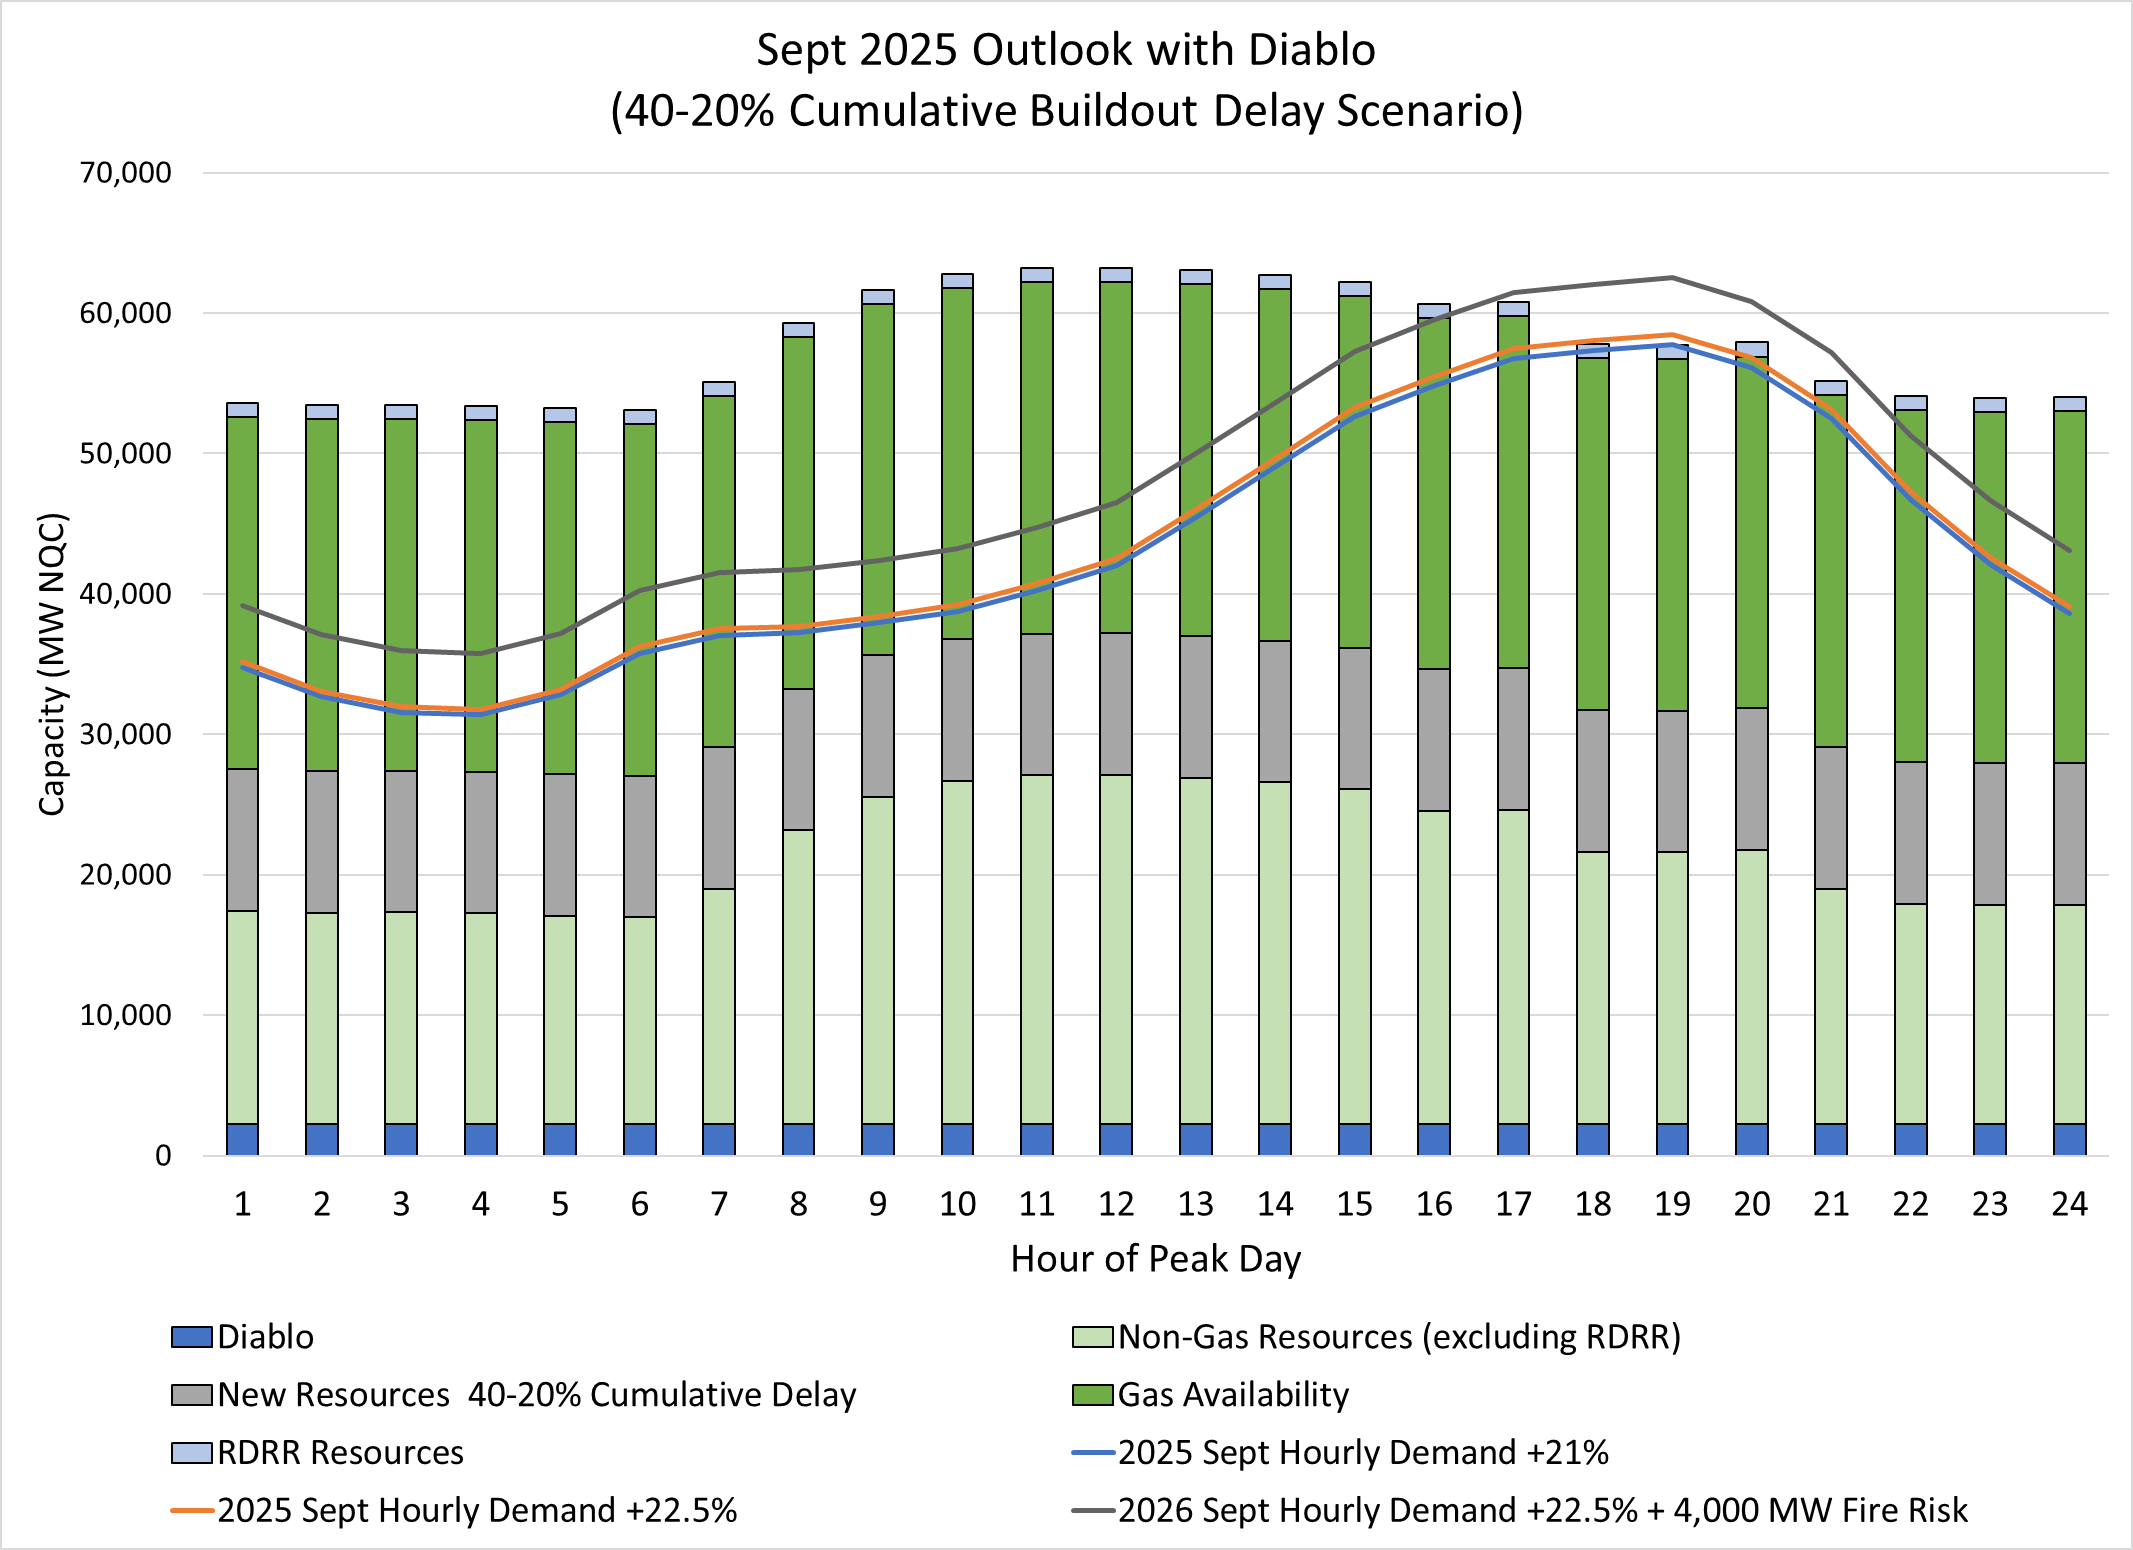 Sept 2025 Outlook with Diablo
(40-20% Cumulative Buildout Delay Scenario)
70,000
60,000
50,000
40,000
30,000
20,000
10,000
0
Capacity (MW NQC)
1 2 3 4 5 6 7 8 9 10 11 12 13 14 15 16 17 18 19 20 21 22 23 24
Hour of Peak Day
Diablo
Non-Gas Resources (excluding RDRR)
New Resources  40-20% Cumulative Delay
Gas Availability
RDRR Resources
2025 Sept Hourly Demand +21%
2025 Sept Hourly Demand +22.5%
2026 Sept Hourly Demand +22.5% + 4,000 MW Fire Risk